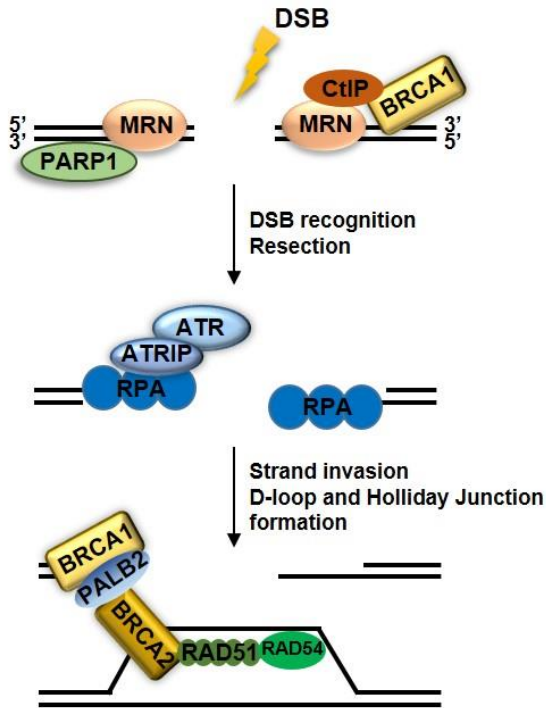 DSB
CtIP
BRCA1
MRN
MRN
5’
3’
3’
5’
PARP1
DSB recognition
Resection
ATR
ATRIP
RPA
RPA
Strand invasion
D-loop and Holliday Junction
formation
BRCA1
PALB2
BRCA2
RAD51
RAD54